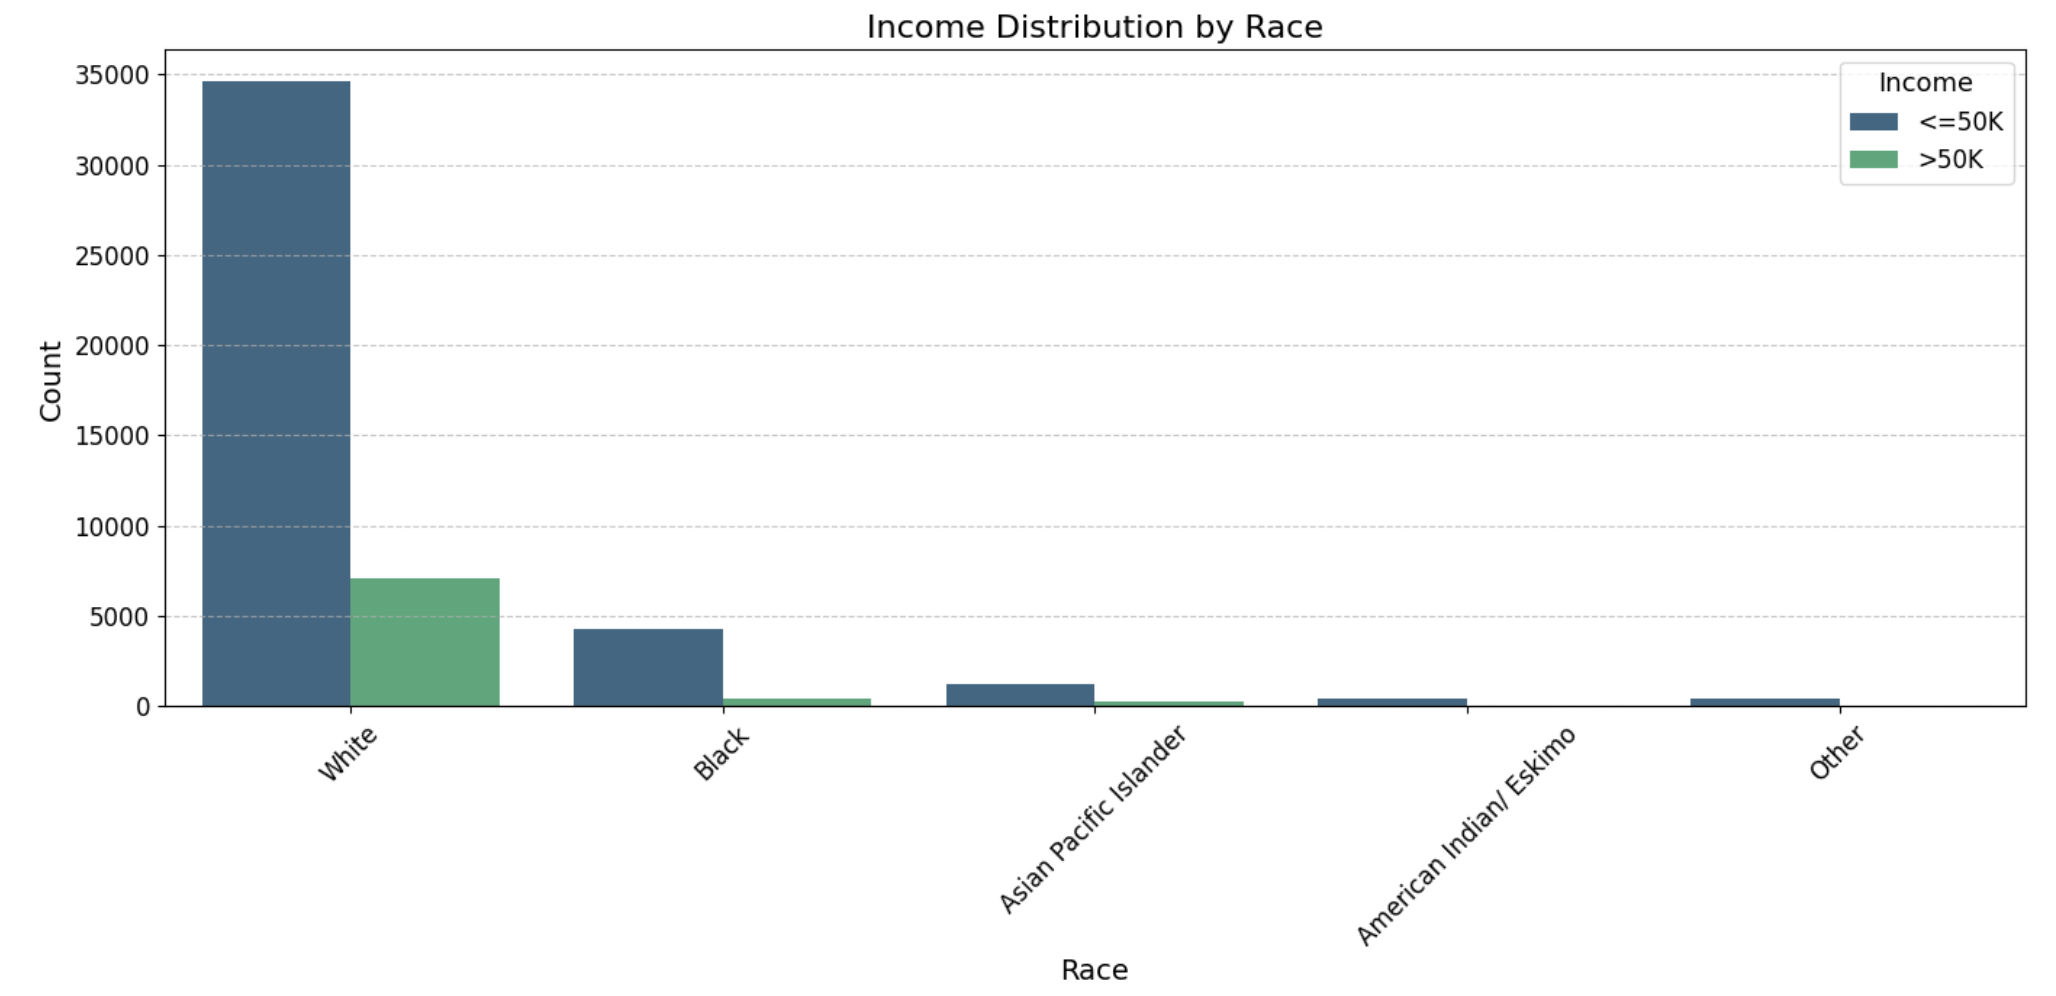 Income Distribution by Race
Income
<=50K
>50K
35000
30000
25000
20000
15000
10000
5000
0
Count
White
Black
Asian Pacific Islander
American Indian/ Eskimo
Other
Race